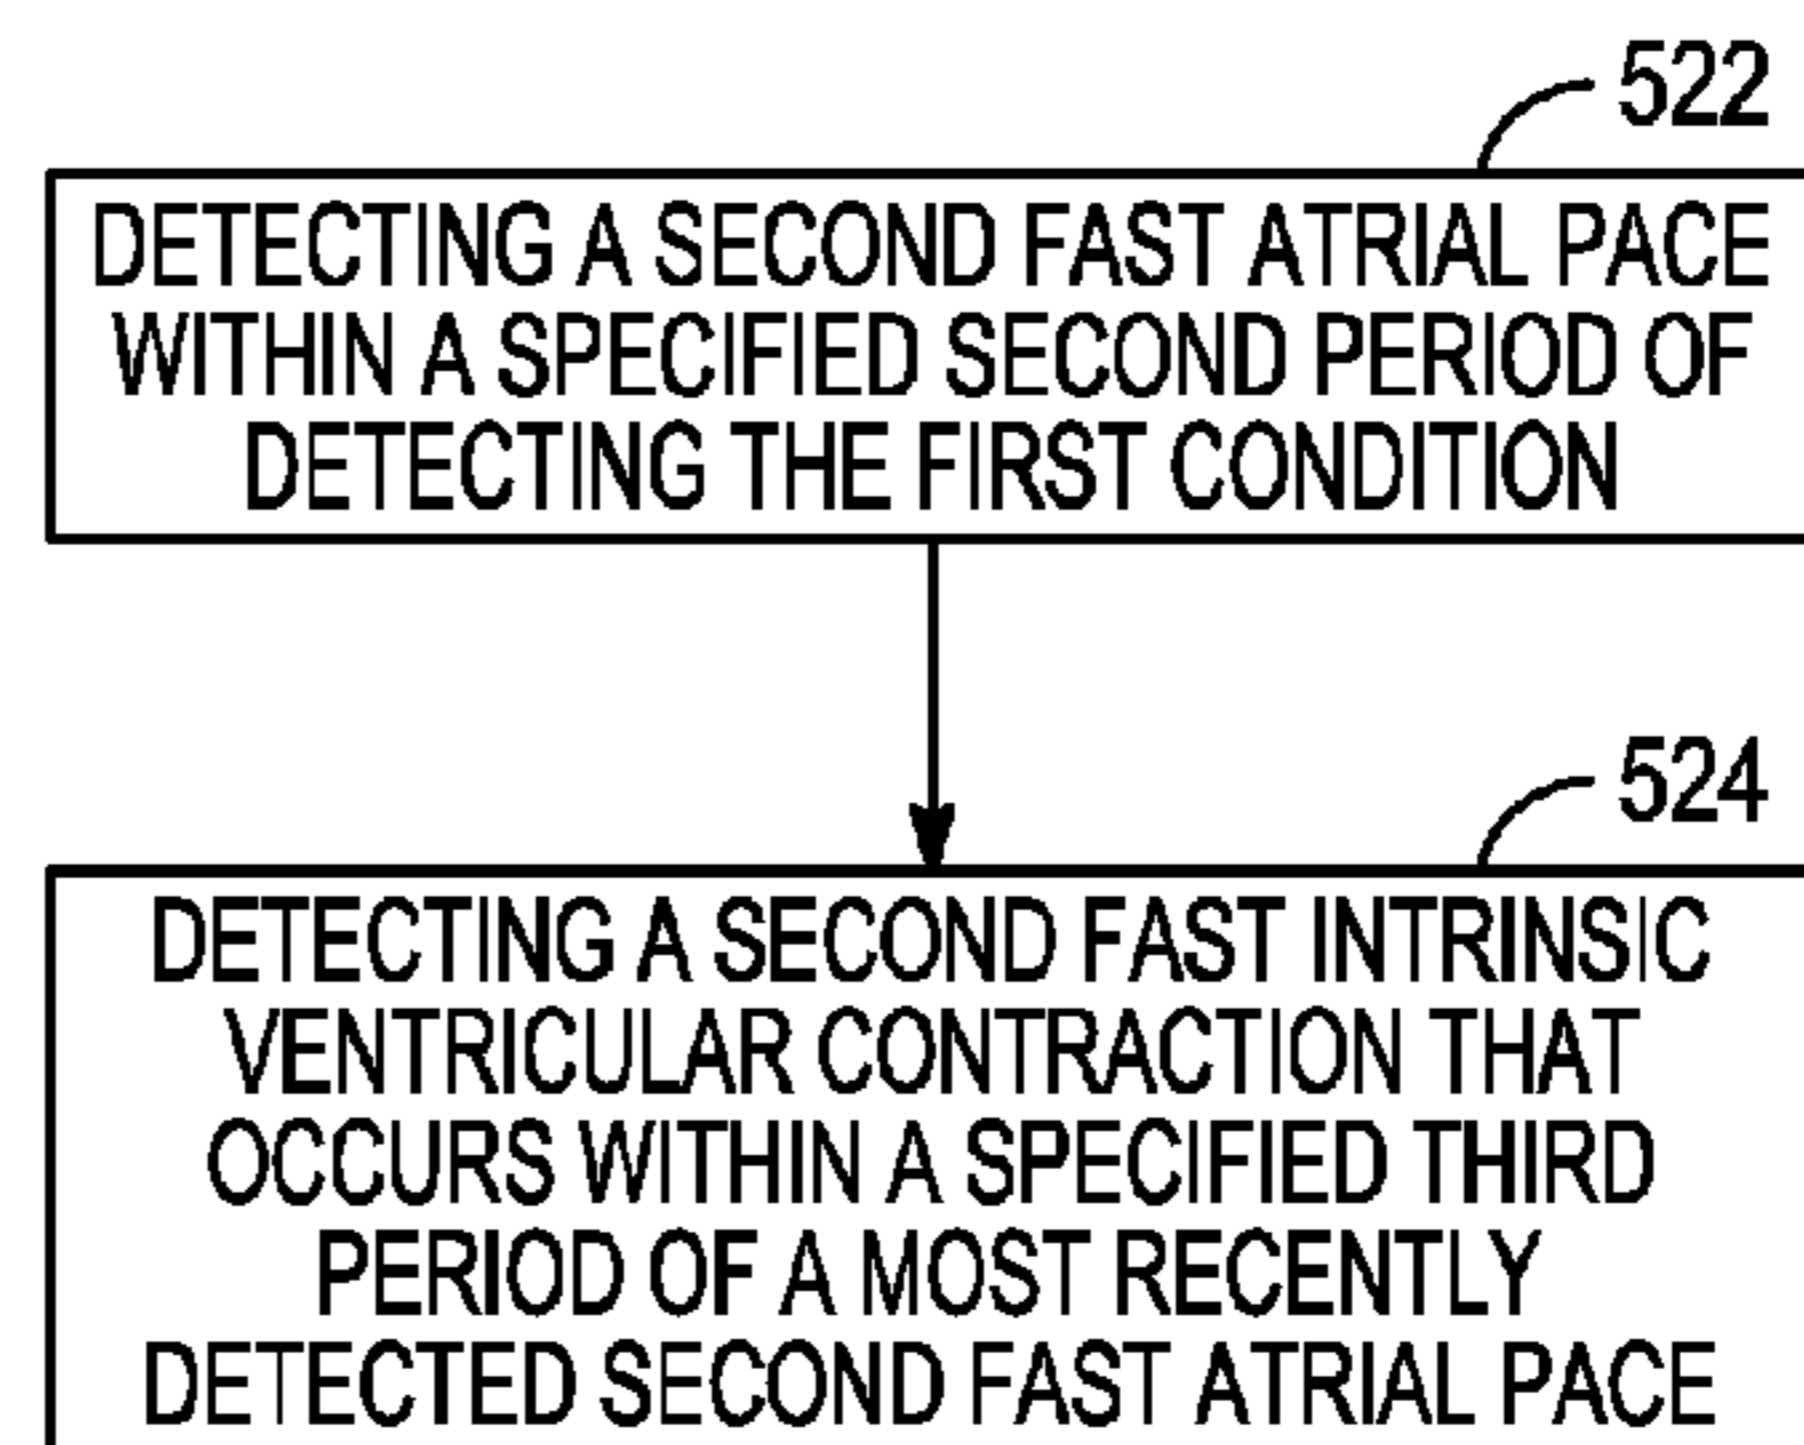 522
DETECTING A SECOND FAST ATRIAL PACE
WITHIN A SPECIFIED SECOND PERIOD OF
DETECTING THE FIRST CONDITION
524
DETECTING A SECOND FAST INTRINSIC
VENTRICULAR CONTRACTION THAT
OCCURS WITHIN A SPECIFIED THIRD
PERIOD OF A MOST RECENTLY
DETECTED SECOND FAST ATRIAL PACE